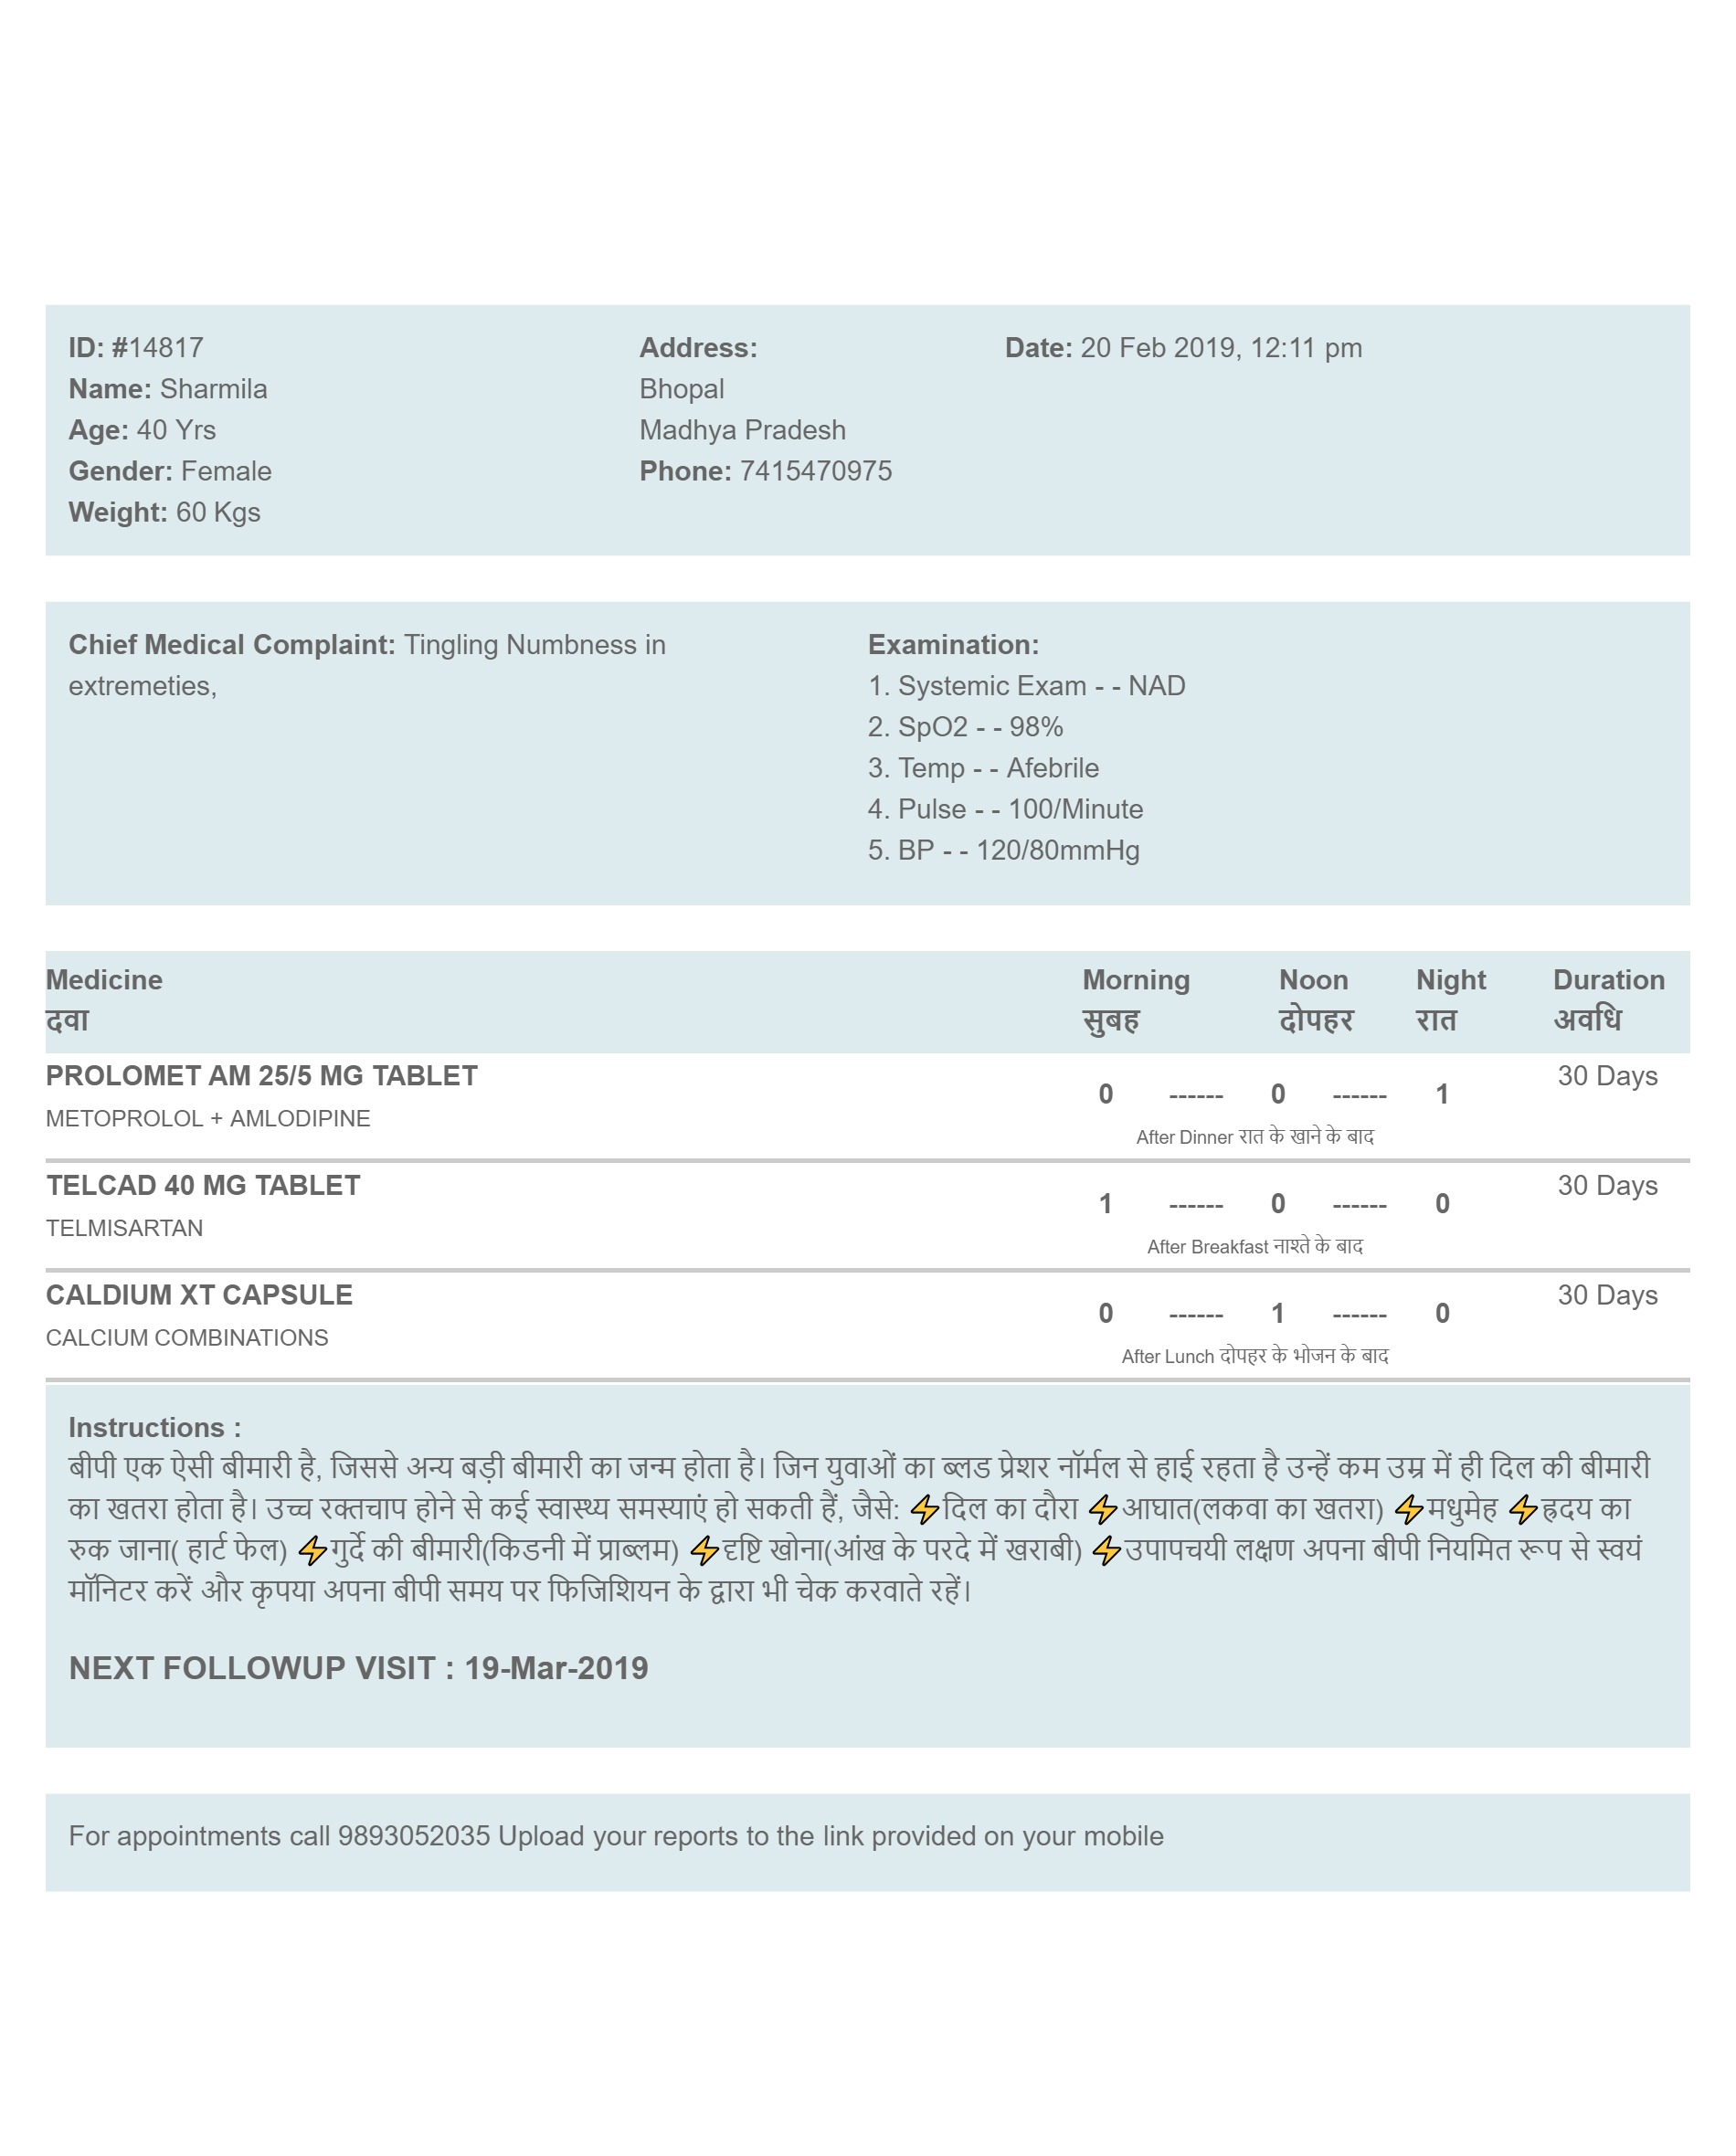 ID: #14817
Name: Sharmila
Age: 40 Yrs
Gender: Female
Weight: 60 Kgs
Address:
Bhopal
Madhya Pradesh
Phone: 7415470975
Date: 20 Feb 2019, 12:11 pm
Chief Medical Complaint: Tingling Numbness in
extremeties,
Examination:
1. Systemic Exam - - NAD
2. SpO2 - - 98%
3. Temp - - Afebrile
4. Pulse - - 100/Minute
5. BP - - 120/80mmHg
Medicine Morning Noon Night Duration
दवा सुबह दोपहर रात अवधि
PROLOMET AM 25/5 MG TABLET 0 ------ 0 ------ 1 30 Days
METOPROLOL + AMLODIPINE After Dinner रात के खाने के बाद
TELCAD 40 MG TABLET 1 ------ 0 ------ 0 30 Days
TELMISARTAN After Breakfast नाश्ते के बाद
CALDIUM XT CAPSULE 0 ------ 1 ------ 0 30 Days
CALCIUM COMBINATIONS After Lunch दोपहर के भोजन के बाद
Instructions :
बीपी एक ऐसी बीमारी है, जिससे अन्य बड़ी बीमारी का जन्म होता है। जिन युवाओं का ब्लड प्रेशर नॉर्मल से हाई रहता है उन्हें कम उम्र में ही दिल की बीमारी
का खतरा होता है। उच्च रक्तचाप होने से कई स्वास्थ्य समस्याएं हो सकती हैं, जैसे: ⚡दिल का दौरा ⚡आघात(लकवा का खतरा) ⚡मधुमेह ⚡ह्रदय का
रुक जाना( हार्ट फेल) ⚡गुर्दे की बीमारी(किडनी में प्राब्लम) ⚡दृष्टि खोना(आंख के परदे में खराबी) ⚡उपापचयी लक्षण अपना बीपी नियमित रूप से स्वयं
मॉनिटर करें और कृपया अपना बीपी समय पर फिजिशियन के द्वारा भी चेक करवाते रहें।
NEXT FOLLOWUP VISIT : 19-Mar-2019
For appointments call 9893052035 Upload your reports to the link provided on your mobile